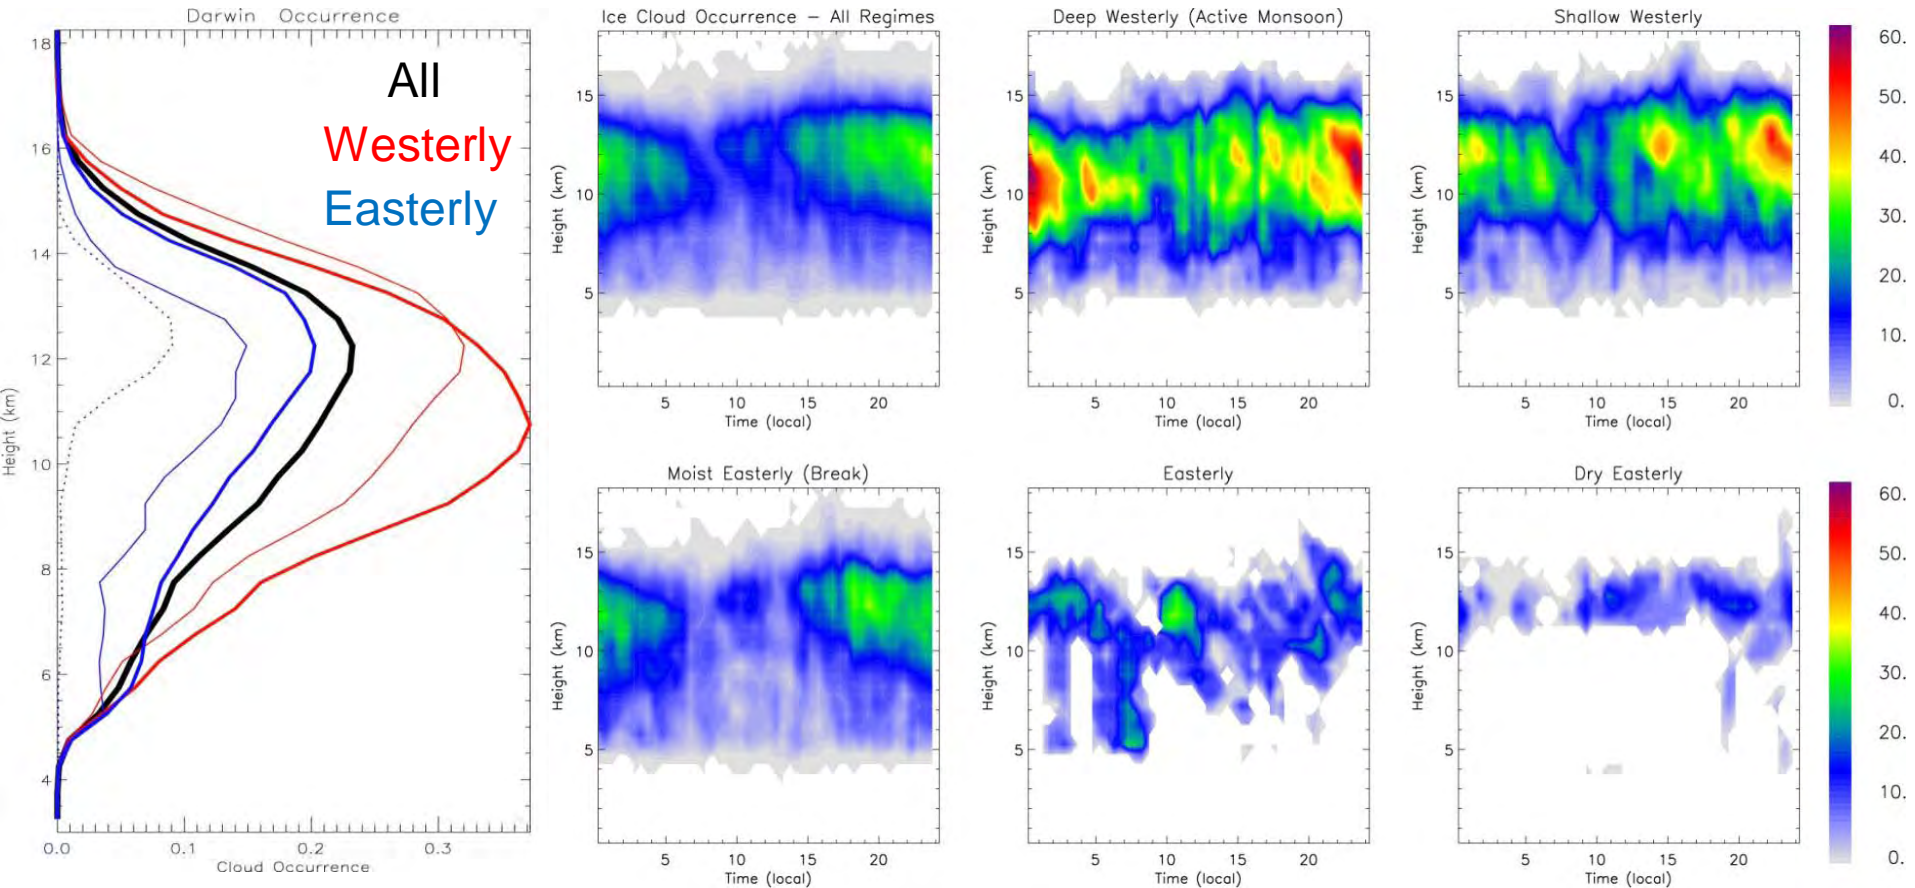 Darwin Occurrence
All
Westerly
Easterly
18
16
14
12
10
8
6
4
Height (km)
0.0 0.1 0.2 0.3
Cloud Occurrence
Ice Cloud Occurrence – All Regimes
15
10
5
Height (km)
5 10 15 20
Time (local)
Deep Westerly (Active Monsoon)
15
10
5
Height (km)
5 10 15 20
Time (local)
Shallow Westerly
15
10
5
Height (km)
5 10 15 20
Time (local)
60.
50.
40.
30.
20.
10.
0.
Moist Easterly (Break)
15
10
5
Height (km)
5 10 15 20
Time (local)
Easterly
15
10
5
Height (km)
5 10 15 20
Time (local)
Dry Easterly
15
10
5
Height (km)
5 10 15 20
Time (local)
60.
50.
40.
30.
20.
10.
0.